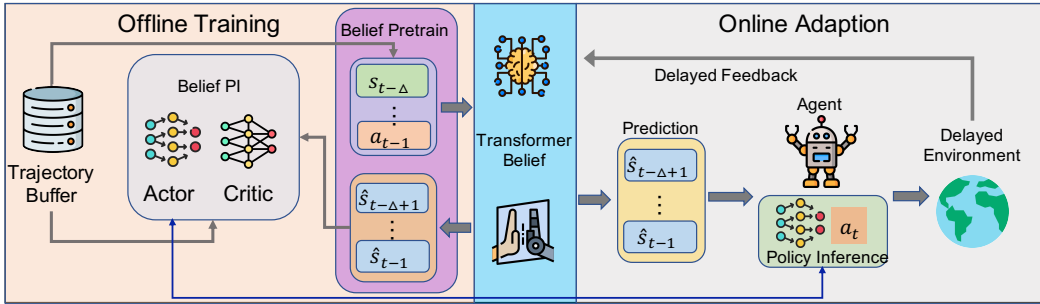 Offline Training
Belief Pretrain
Online Adaption
Belief PI
Actor
Critic
Trajectory
Buffer
s_{t-Δ}
⋮
a_{t-1}
ŝ_{t-Δ+1}
⋮
ŝ_{t-1}
Transformer
Belief
Delayed Feedback
Prediction
ŝ_{t-Δ+1}
⋮
ŝ_{t-1}
Agent
a_t
Policy Inference
Delayed
Environment